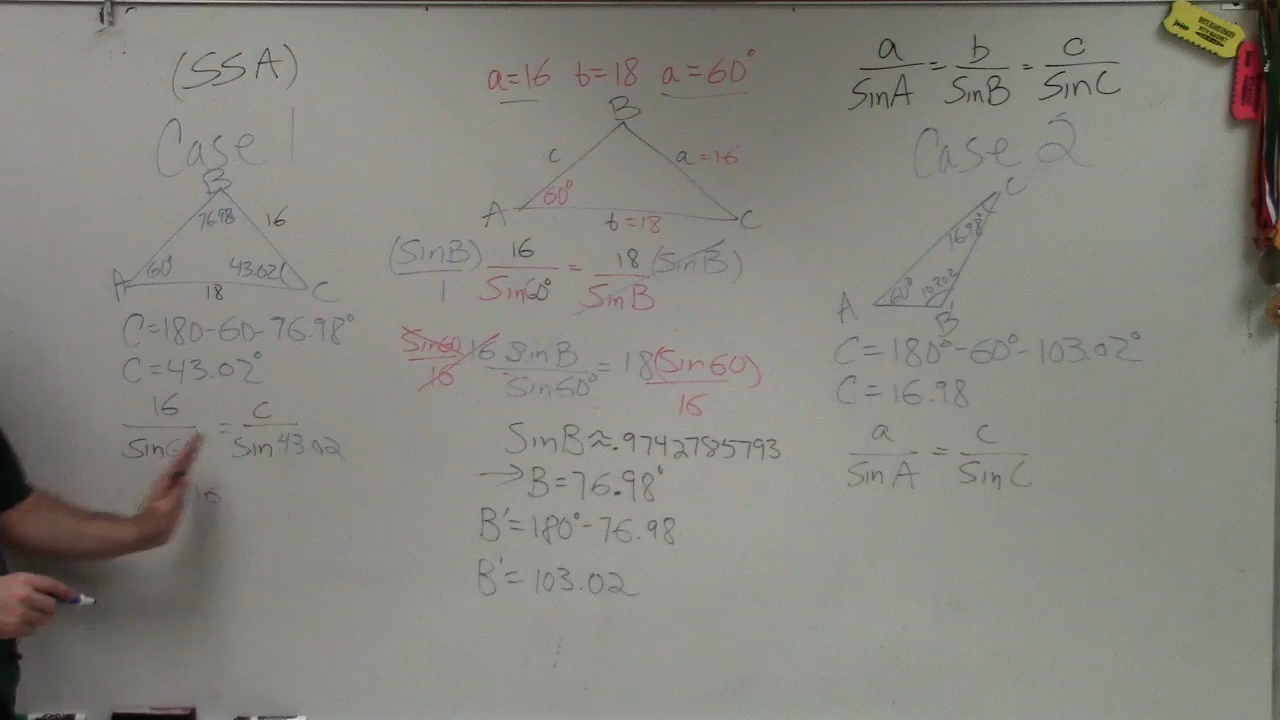 (SSA)
Case 1
B
76.98
16
60°
43.02
A
18
C
C=180-60-76.98°
C=43.02°
16 = C
Sin6 Sin 43.02
16
a=16 b=18 a=60°
B
c
a=16
60°
A
b=18
C
(SinB) 16 = 18 (SinB)
1 Sin60° SinB
Sin60 16 SinB = 18(Sin60)
16 Sin60° 16
SinB≈.9742785793
→B=76.98°
B'=180°-76.98
B'=103.02
a = b = c
SinA SinB SinC
Case 2
C
16.98°
60°
103.02
A
B
C=180°-60°-103.02°
C=16.98
a = c
SinA SinC